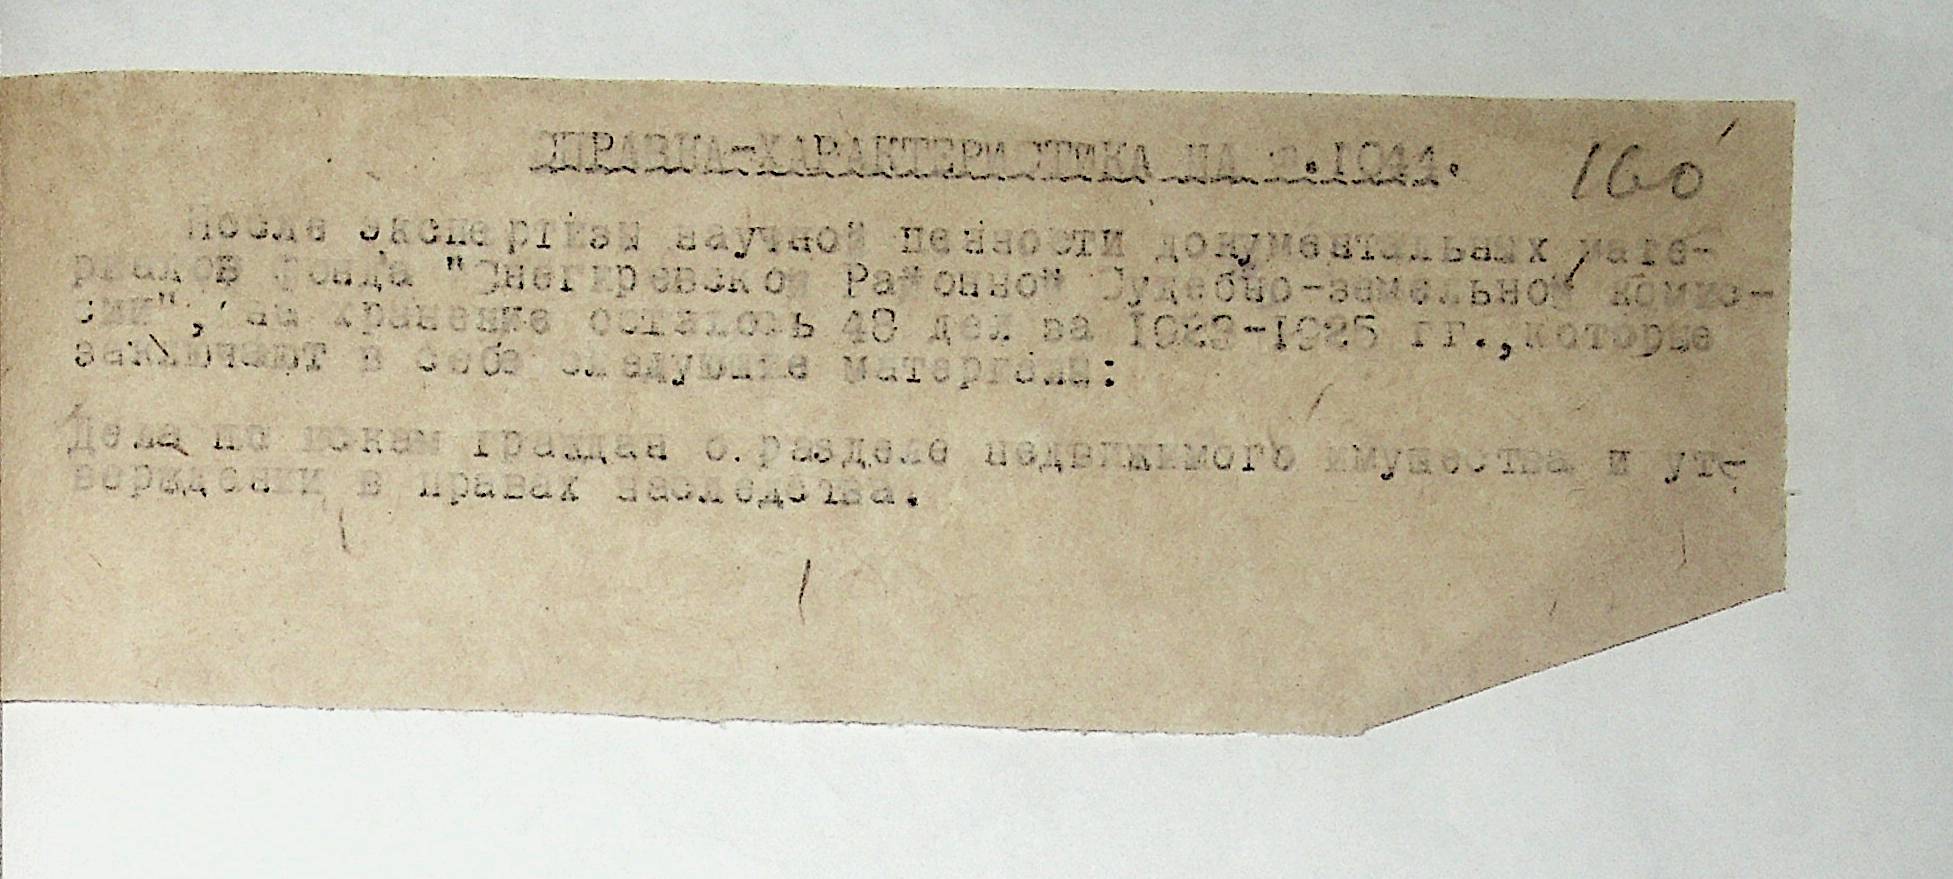 СПРАВКА-ХАРАКТЕРИСТИКА НА 160
После экспертизы научной ценности документальных мате-
риалов фонда "Снегиревской Районной Судебно-земельной комис-
сии", на хранение осталось 48 дел за 1923-1925 гг.,которые
заключают в себе следующие материалы:
Дела по искам граждан о разделе недвижимого имущества и ут-
верждении в правах наследства.